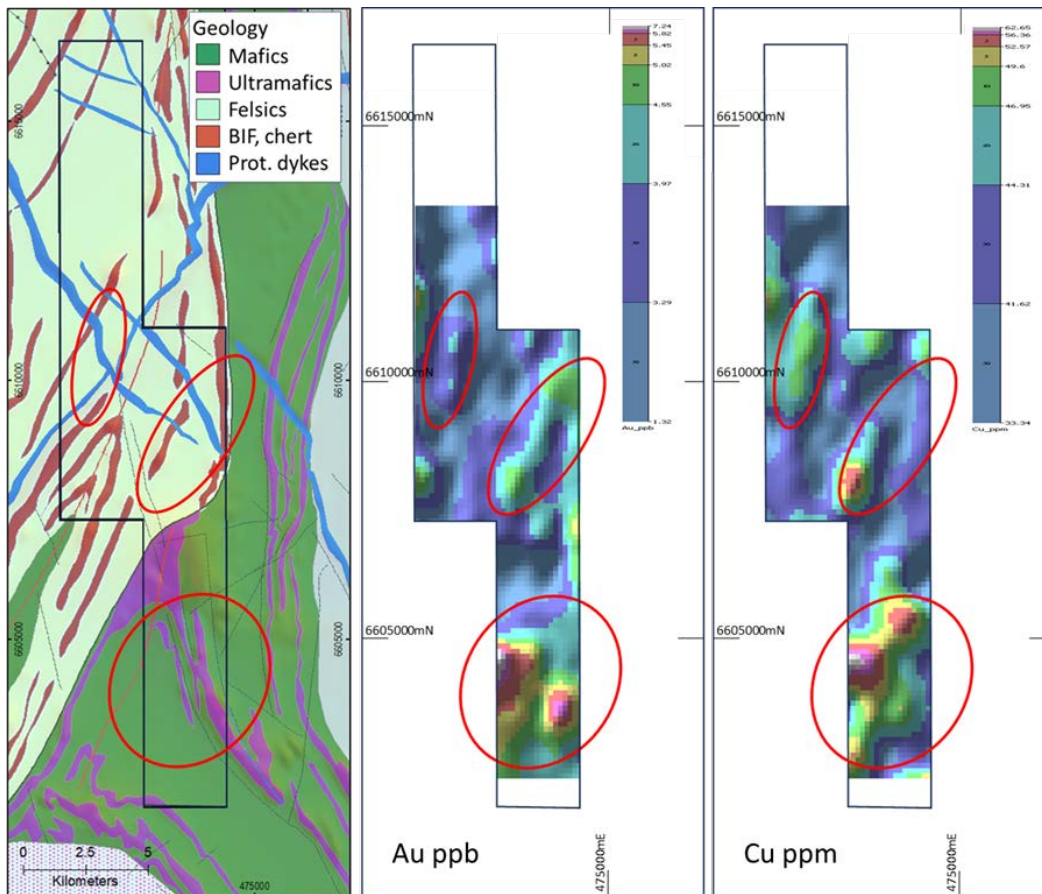 Geology
Mafics
Ultramafics
Felsics
BIF, chert
Prot. dykes
6615000
6615000
6610000
6610000
6605000
6605000
0 2.5 5
Kilometers
475000
7.24
5.82
5.45
5.02
4.55
3.97
3.29
1.32
Au_ppb
6615000mN
6610000mN
6605000mN
475000mE
Au ppb
62.65
56.36
52.57
49.6
46.95
44.31
41.62
33.34
Cu_ppm
6615000mN
6610000mN
6605000mN
475000mE
Cu ppm